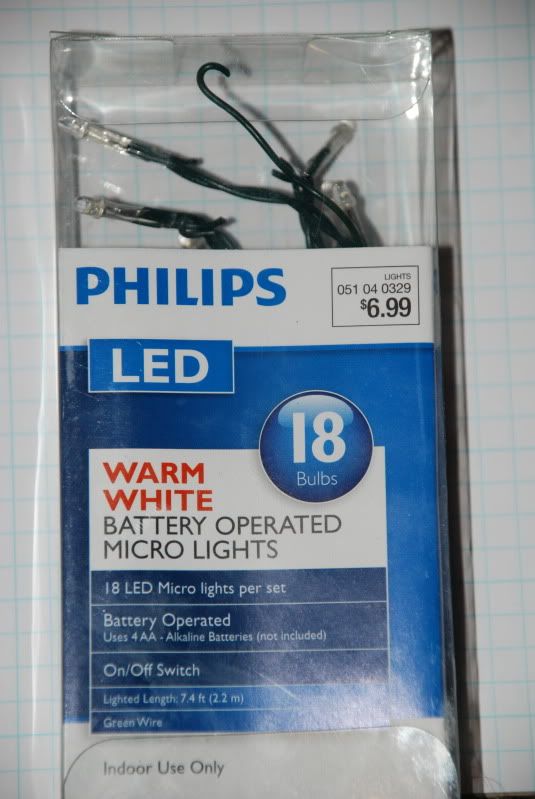 PHILIPS
LIGHTS
051 04 0329
$6.99
LED
18
Bulbs
WARM
WHITE
BATTERY OPERATED
MICRO LIGHTS
18 LED Micro lights per set
Battery Operated
Uses 4 AA - Alkaline Batteries (not included)
On/Off Switch
Lighted Length: 7.4 ft (2.2 m)
Green Wire
Indoor Use Only